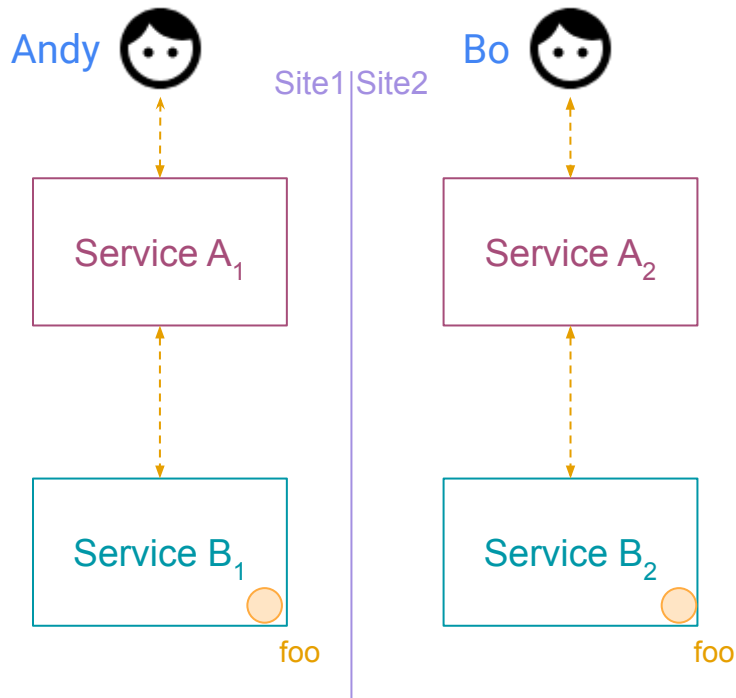 Andy
Bo
Site1
Site2
Service A1
Service A2
Service B1
Service B2
foo
foo